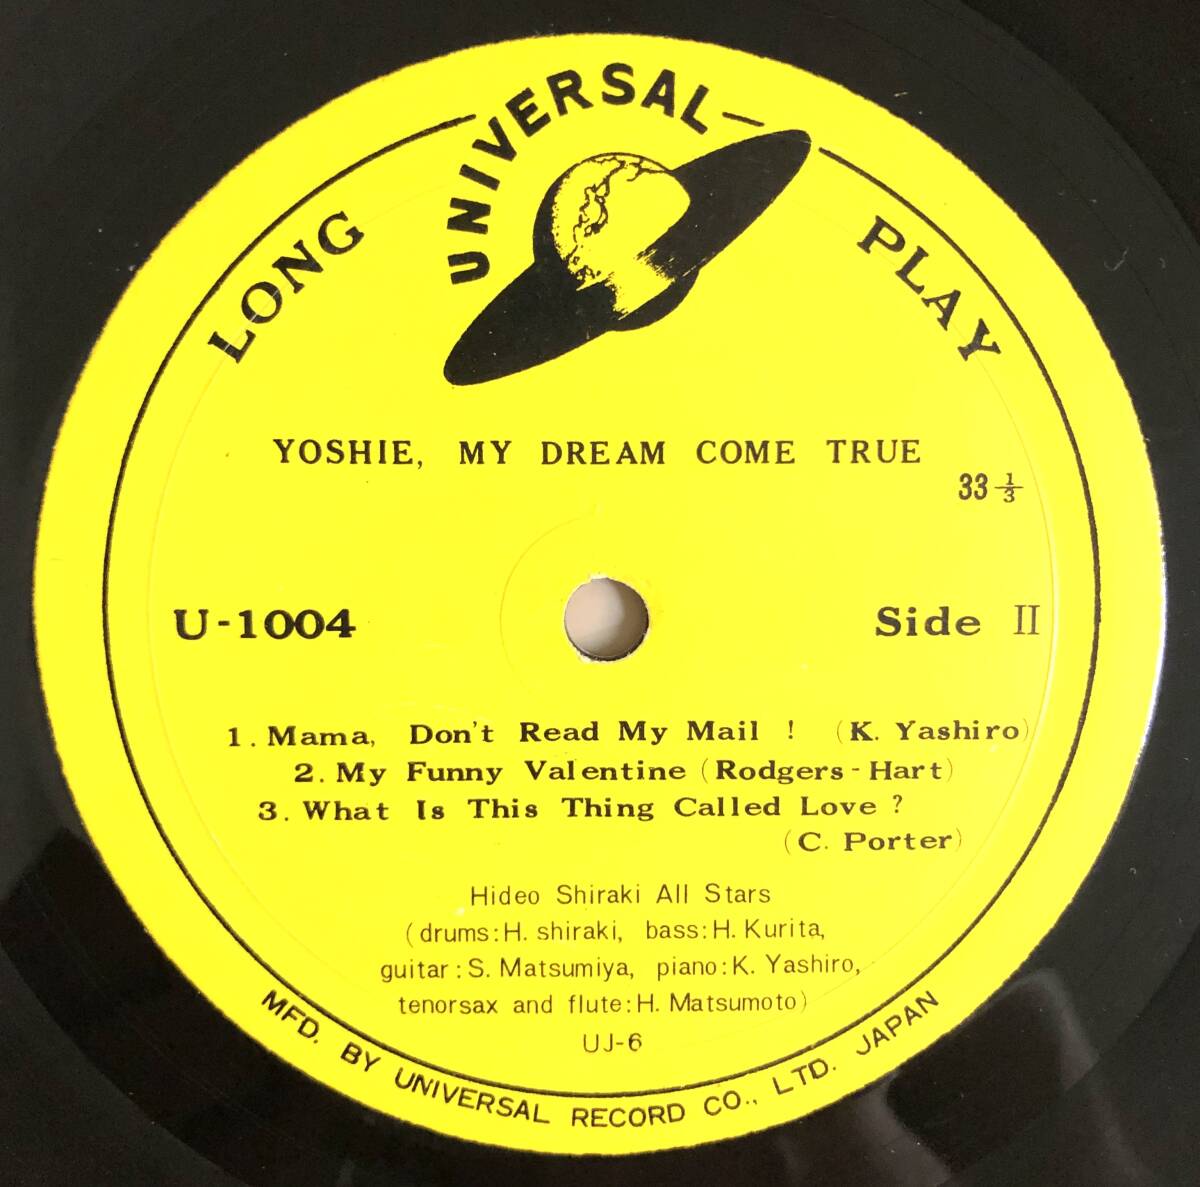 UNIVERSAL
LONG PLAY
YOSHIE, MY DREAM COME TRUE
33 1/3
U-1004
Side II
1. Mama, Don't Read My Mail ! (K. Yashiro)
2. My Funny Valentine (Rodgers - Hart)
3. What Is This Thing Called Love ?
(C. Porter)
Hideo Shiraki All Stars
(drums:H. shiraki, bass:H. Kurita,
guitar:S. Matsumiya, piano:K. Yashiro,
tenorsax and flute:H. Matsumoto)
UJ-6
MFD. BY UNIVERSAL RECORD CO., LTD. JAPAN